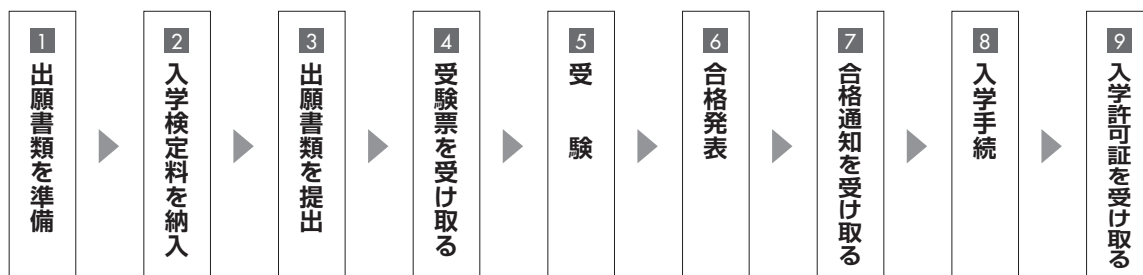 1
出願書類を準備
2
入学検定料を納入
3
出願書類を提出
4
受験票を受け取る
5
受　験
6
合格発表
7
合格通知を受け取る
8
入学手続
9
入学許可証を受け取る